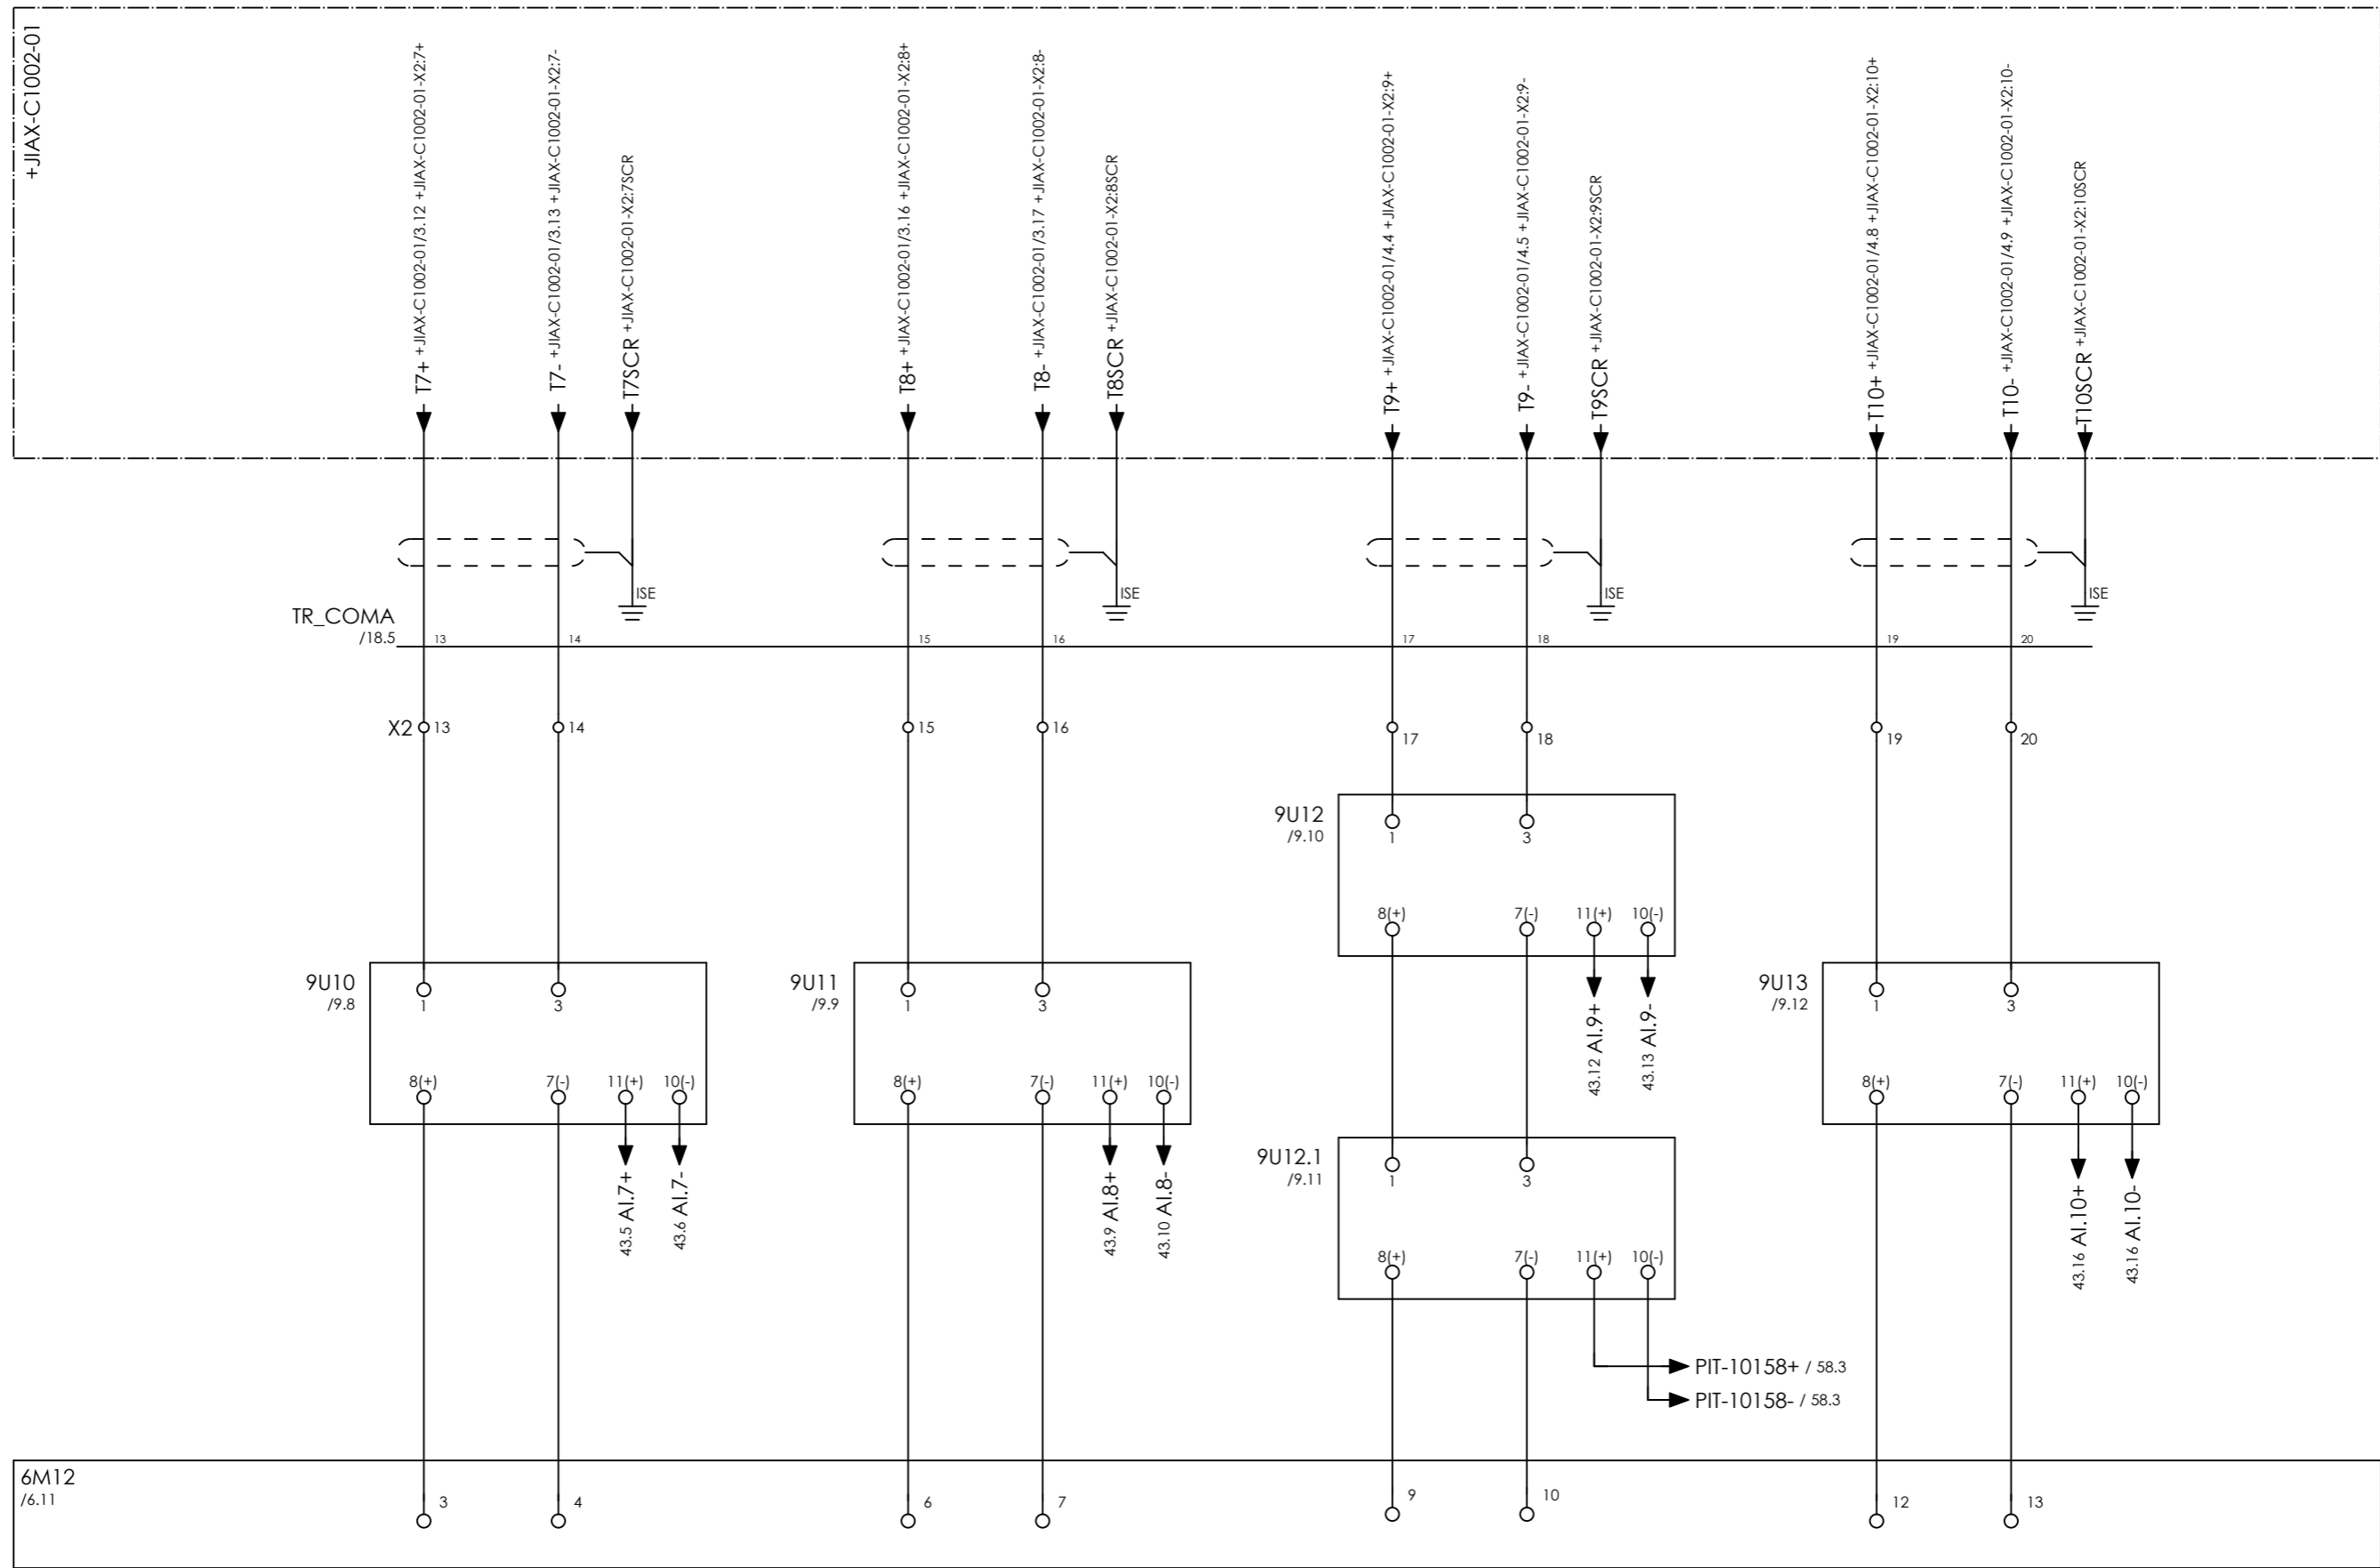 +JIAX-C1002-01
T7+ +JIAX-C1002-01/3.12 +JIAX-C1002-01-X2:7+
T7- +JIAX-C1002-01/3.13 +JIAX-C1002-01-X2:7-
T7SCR +JIAX-C1002-01-X2:7SCR
T8+ +JIAX-C1002-01/3.16 +JIAX-C1002-01-X2:8+
T8- +JIAX-C1002-01/3.17 +JIAX-C1002-01-X2:8-
T8SCR +JIAX-C1002-01-X2:8SCR
T9+ +JIAX-C1002-01/4.4 +JIAX-C1002-01-X2:9+
T9- +JIAX-C1002-01/4.5 +JIAX-C1002-01-X2:9-
T9SCR +JIAX-C1002-01-X2:9SCR
T10+ +JIAX-C1002-01/4.8 +JIAX-C1002-01-X2:10+
T10- +JIAX-C1002-01/4.9 +JIAX-C1002-01-X2:10-
T10SCR +JIAX-C1002-01-X2:10SCR
ISE ISE ISE ISE
TR_COMA
/18.5 13 14 15 16 17 18 19 20
X2 13 14 15 16 17 18 19 20
9U12
/9.10
1 3
8(+) 7(-) 11(+) 10(-)
43.12 AI.9+
43.13 AI.9-
9U10
/9.8
1 3
8(+) 7(-) 11(+) 10(-)
43.5 AI.7+
43.6 AI.7-
9U11
/9.9
1 3
8(+) 7(-) 11(+) 10(-)
43.9 AI.8+
43.10 AI.8-
9U13
/9.12
1 3
8(+) 7(-) 11(+) 10(-)
43.16 AI.10+
43.16 AI.10-
9U12.1
/9.11
1 3
8(+) 7(-) 11(+) 10(-)
PIT-10158+ / 58.3
PIT-10158- / 58.3
6M12
/6.11
3 4 6 7 9 10 12 13